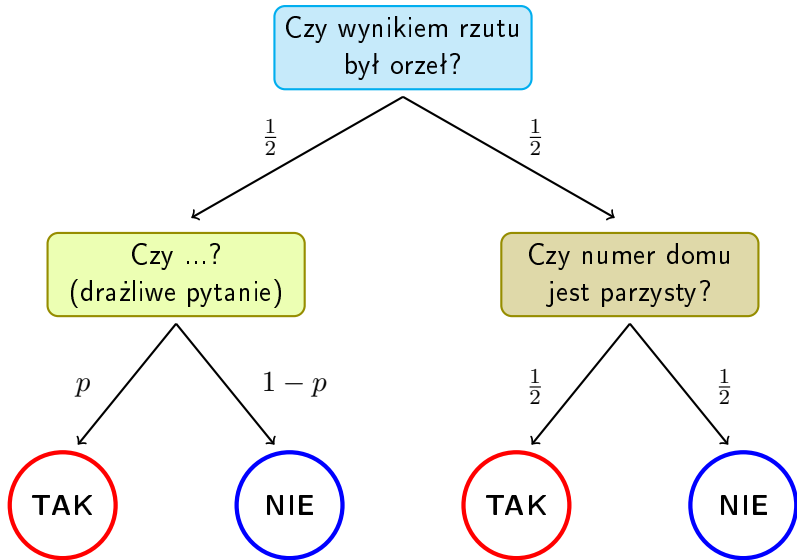 Czy wynikiem rzutu
był orzeł?
1/2
1/2
Czy ...?
(drażliwe pytanie)
Czy numer domu
jest parzysty?
p
1 − p
1/2
1/2
TAK
NIE
TAK
NIE